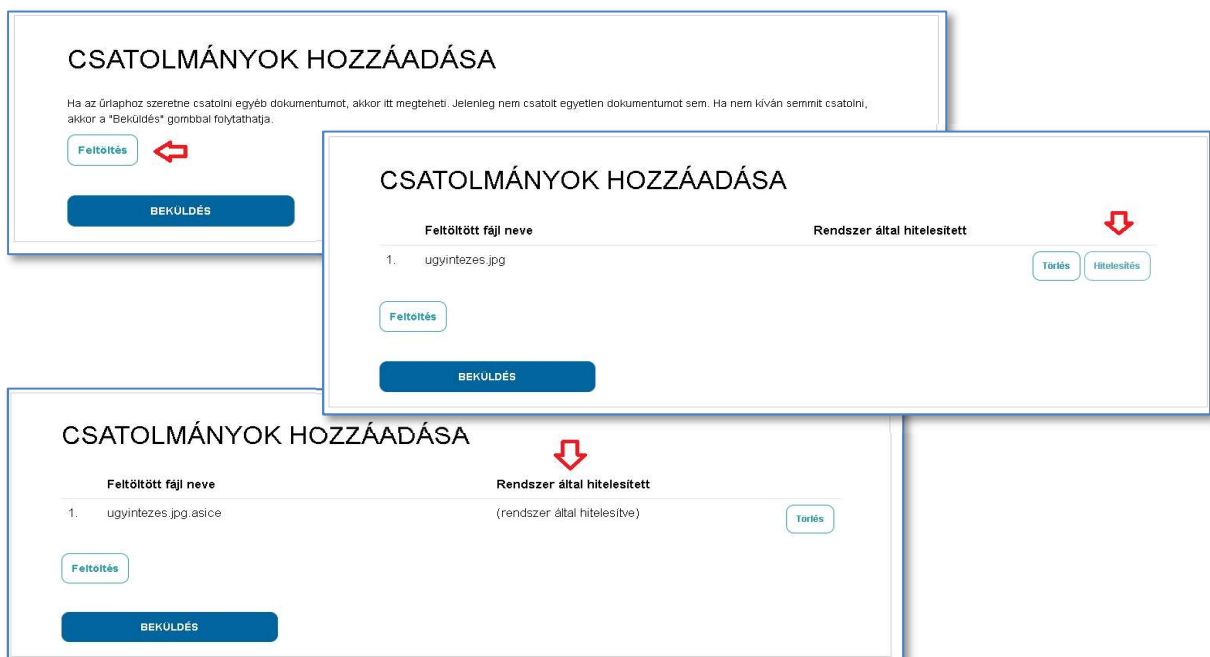 CSATOLMÁNYOK HOZZÁADÁSA
Ha az űrlaphoz szeretne csatolni egyéb dokumentumot, akkor itt megteheti. Jelenleg nem csatolt egyetlen dokumentumot sem. Ha nem kíván semmit csatolni,
akkor a "Beküldés" gombbal folytathatja.
Feltöltés
BEKÜLDÉS
CSATOLMÁNYOK HOZZÁADÁSA
Feltöltött fájl neve Rendszer által hitelesített
1. ugyintezes.jpg Törlés Hitelesítés
Feltöltés
BEKÜLDÉS
CSATOLMÁNYOK HOZZÁADÁSA
Feltöltött fájl neve Rendszer által hitelesített
1. ugyintezes.jpg.asice (rendszer által hitelesítve) Törlés
Feltöltés
BEKÜLDÉS